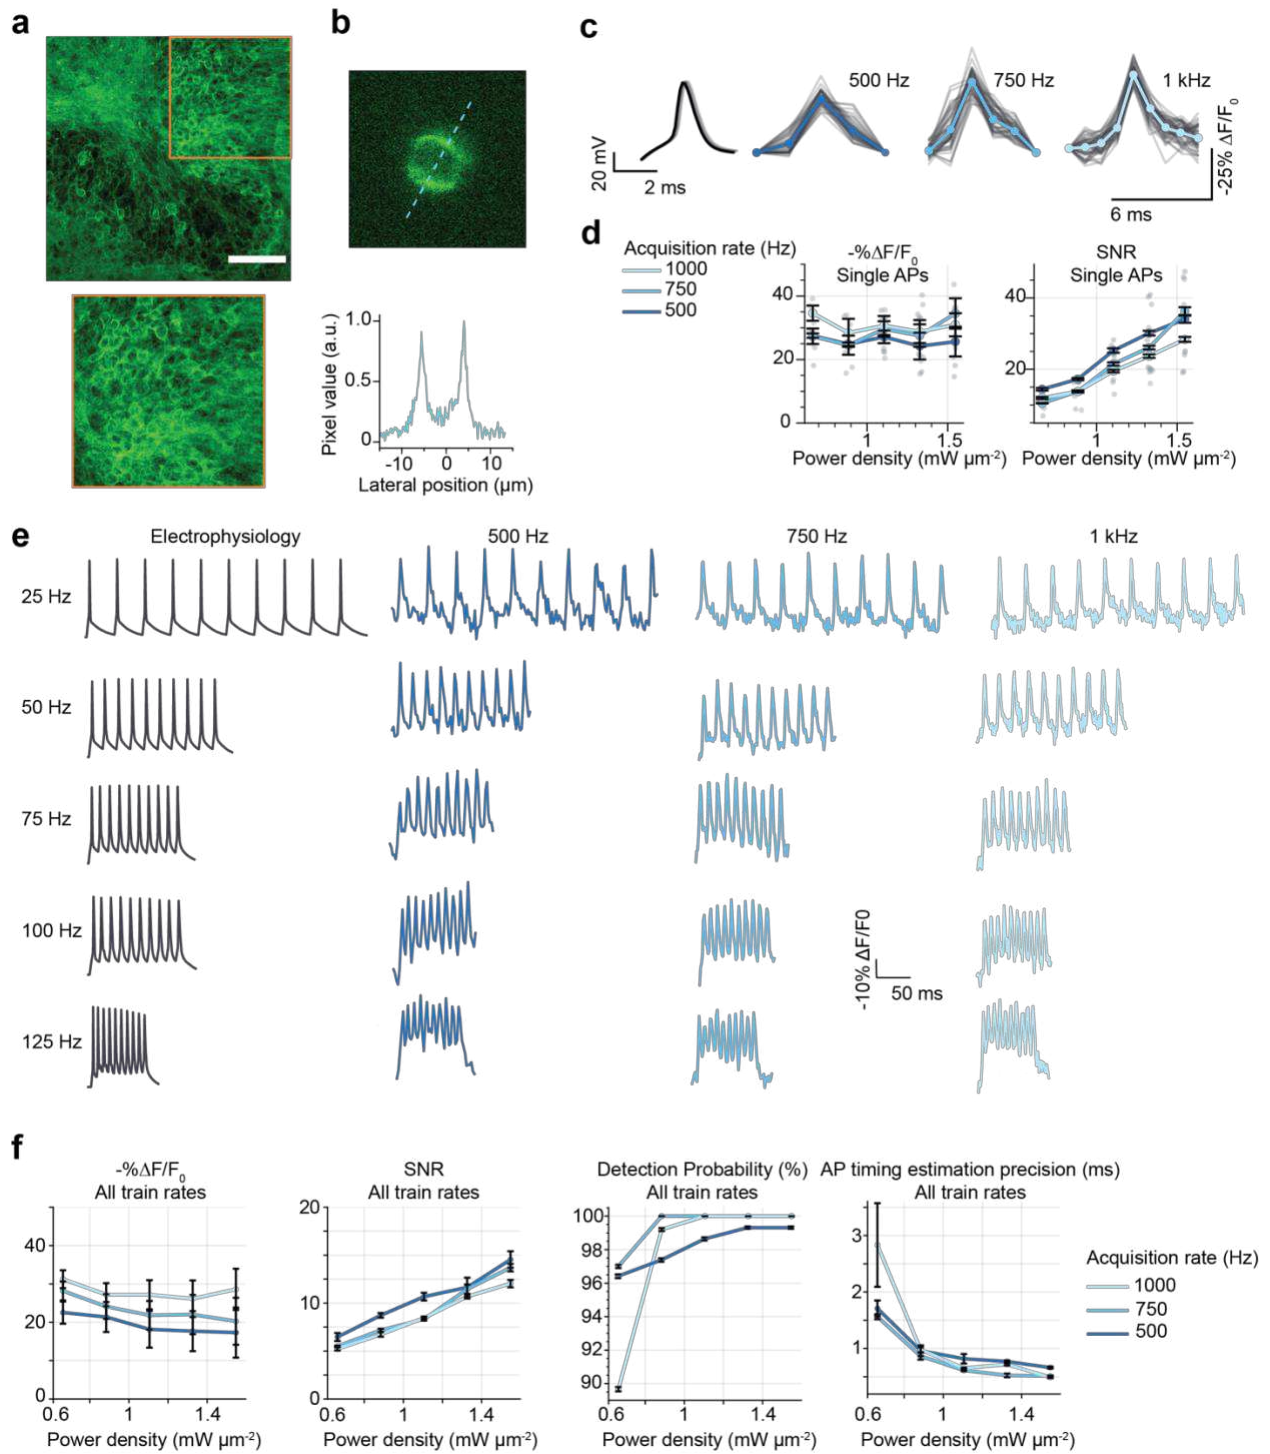 a
b
Pixel value (a.u.)
1.0
0.5
0
-10
0
10
Lateral position (µm)
c
500 Hz
750 Hz
1 kHz
20 mV
2 ms
-25% ΔF/F0
6 ms
d
Acquisition rate (Hz)
1000
750
500
-%ΔF/F0
Single APs
40
20
0
1
1.5
Power density (mW µm-2)
SNR
Single APs
40
20
1
1.5
Power density (mW µm-2)
e
Electrophysiology
500 Hz
750 Hz
1 kHz
25 Hz
50 Hz
75 Hz
100 Hz
125 Hz
-10% ΔF/F0
50 ms
f
-%ΔF/F0
All train rates
40
20
0
0.6
1
1.4
Power density (mW µm-2)
SNR
All train rates
20
10
0
0.6
1
1.4
Power density (mW µm-2)
Detection Probability (%)
All train rates
100
98
96
94
92
90
0.6
1
1.4
Power density (mW µm-2)
AP timing estimation precision (ms)
All train rates
3
2
1
0.6
1
1.4
Power density (mW µm-2)
Acquisition rate (Hz)
1000
750
500